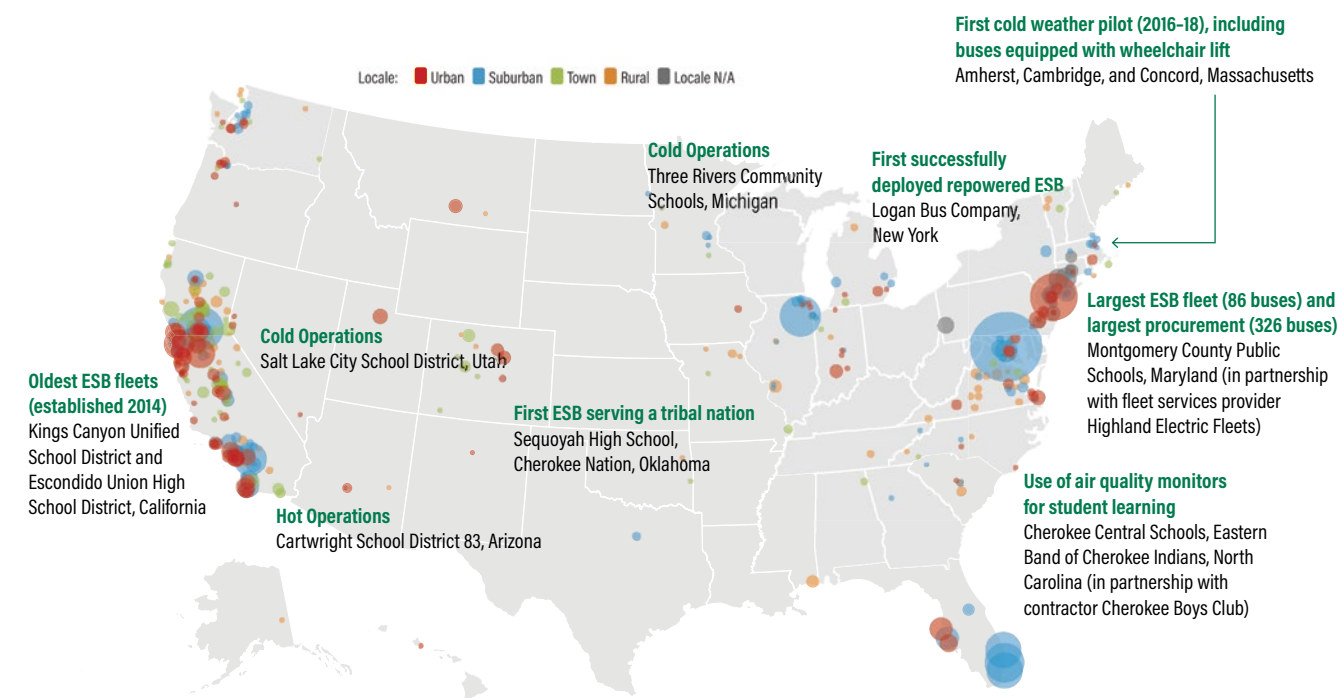 First cold weather pilot (2016–18), including
buses equipped with wheelchair lift
Amherst, Cambridge, and Concord, Massachusetts
Locale: Urban Suburban Town Rural Locale N/A
Cold Operations
Three Rivers Community
Schools, Michigan
First successfully
deployed repowered ESB
Logan Bus Company,
New York
Largest ESB fleet (86 buses) and
largest procurement (326 buses)
Montgomery County Public
Schools, Maryland (in partnership
with fleet services provider
Highland Electric Fleets)
Cold Operations
Salt Lake City School District, Utah
Oldest ESB fleets
(established 2014)
Kings Canyon Unified
School District and
Escondido Union High
School District, California
First ESB serving a tribal nation
Sequoyah High School,
Cherokee Nation, Oklahoma
Hot Operations
Cartwright School District 83, Arizona
Use of air quality monitors
for student learning
Cherokee Central Schools, Eastern
Band of Cherokee Indians, North
Carolina (in partnership with
contractor Cherokee Boys Club)